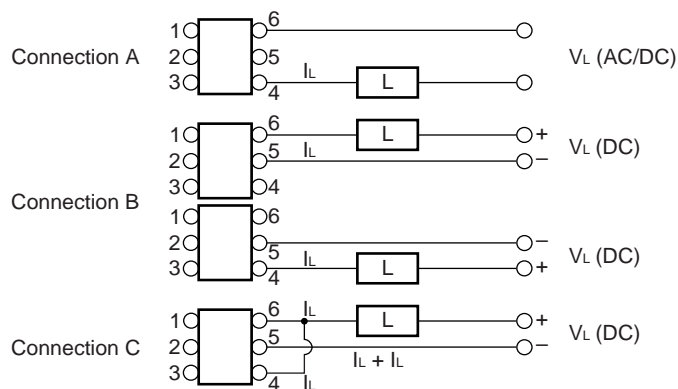 Connection A
1
2
3
6
5
4
IL
L
VL (AC/DC)
Connection B
1
2
3
6
5
4
IL
L
+
−
VL (DC)
1
2
3
6
5
4
IL
L
−
+
VL (DC)
Connection C
1
2
3
6
5
4
IL
L
IL + IL
IL
+
−
VL (DC)